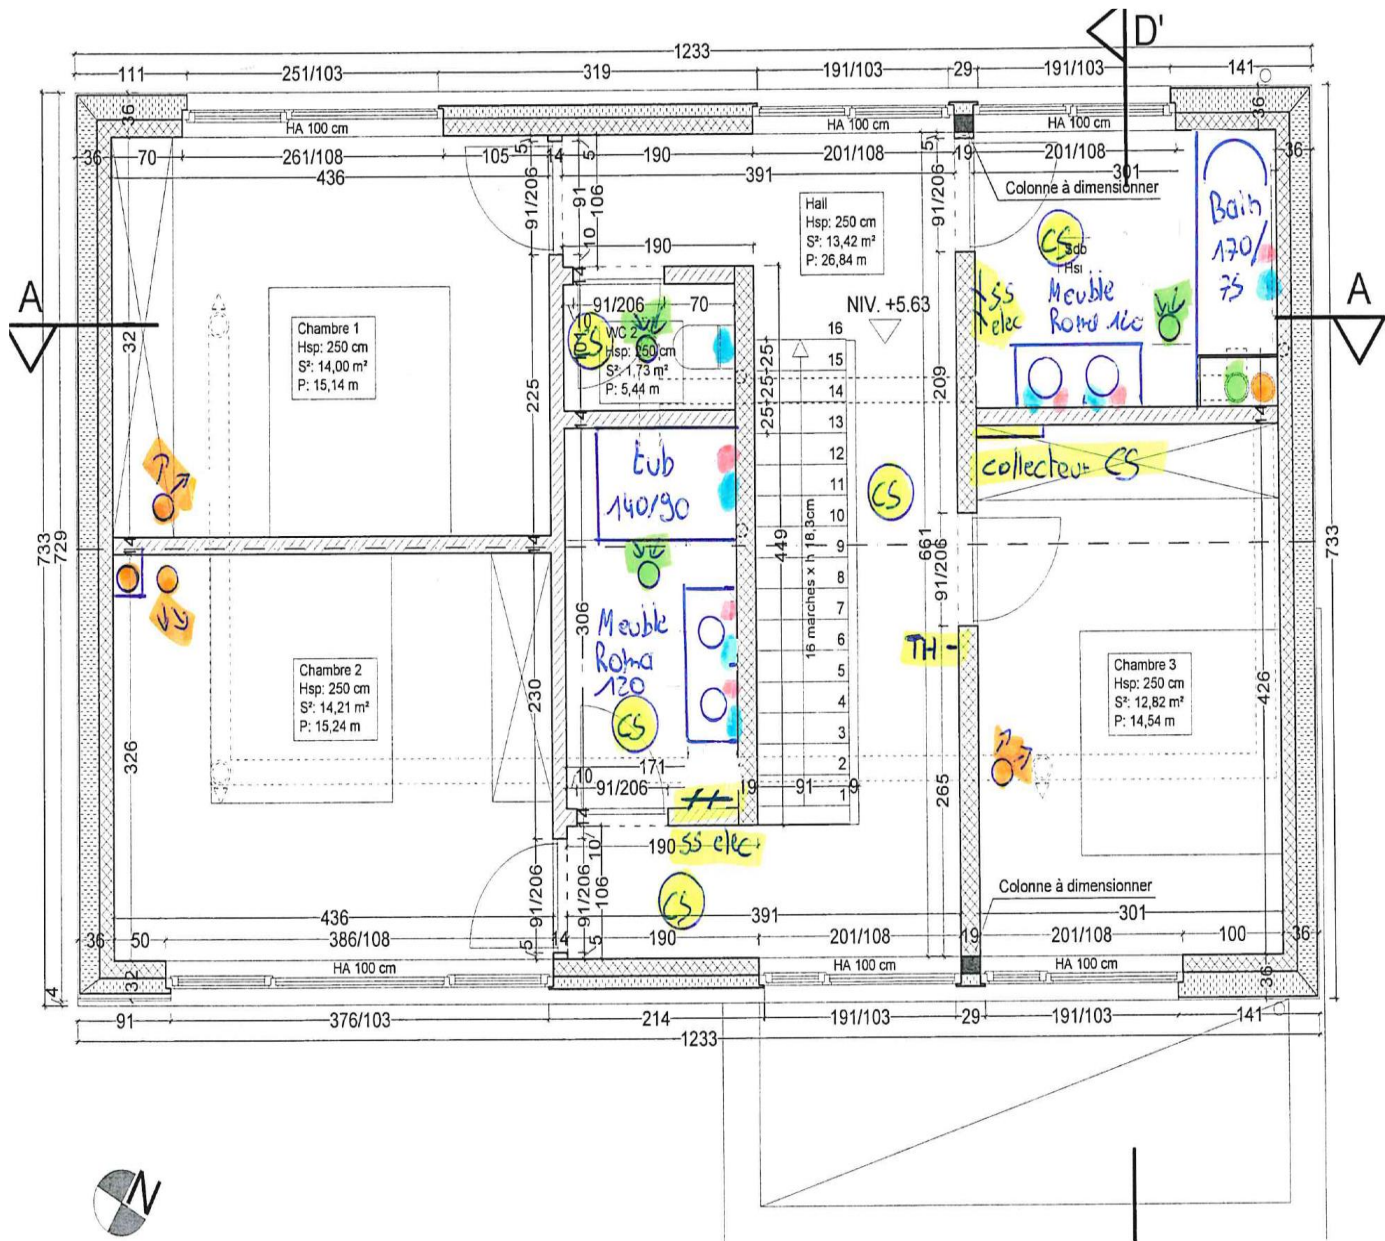 D'
1233
111
251/103
319
191/103
29
191/103
141
36
HA 100 cm
HA 100 cm
HA 100 cm
36
36
70
261/108
105
14
5
190
201/108
19
201/108
36
436
391
301
Colonne à dimensionner
91/206
91
106
5
10
91/206
Hall
Hsp: 250 cm
S²: 13,42 m²
P: 26,84 m
Bain
170/
75
CS
Sdb
Hsi
190
14
A
A
91/206
70
NIV. +5.63
ss
elec
Meuble
Roma 120
32
Chambre 1
Hsp: 250 cm
S²: 14,00 m²
P: 15,14 m
CS
WC 2
Hsp: 250 cm
S²: 1,73 m²
P: 5,44 m
16
15
14
13
12
11
10
9
8
7
6
5
4
3
2
1
25
25
25
225
209
14
tub
140/90
CS
collecteur CS
16 marches x h 18,3cm
449
661
91/206
733
729
14
14
733
306
Meuble
Roma
120
TH
Chambre 2
Hsp: 250 cm
S²: 14,21 m²
P: 15,24 m
230
326
CS
Chambre 3
Hsp: 250 cm
S²: 12,82 m²
P: 14,54 m
426
265
171
10
91/206
19
91
9
14
190
ss elec
10
91/206
91/206
106
CS
Colonne à dimensionner
436
391
301
36
50
386/108
14
5
5
190
201/108
19
201/108
100
36
HA 100 cm
HA 100 cm
HA 100 cm
32
36
4
91
376/103
214
191/103
29
191/103
141
1233
N